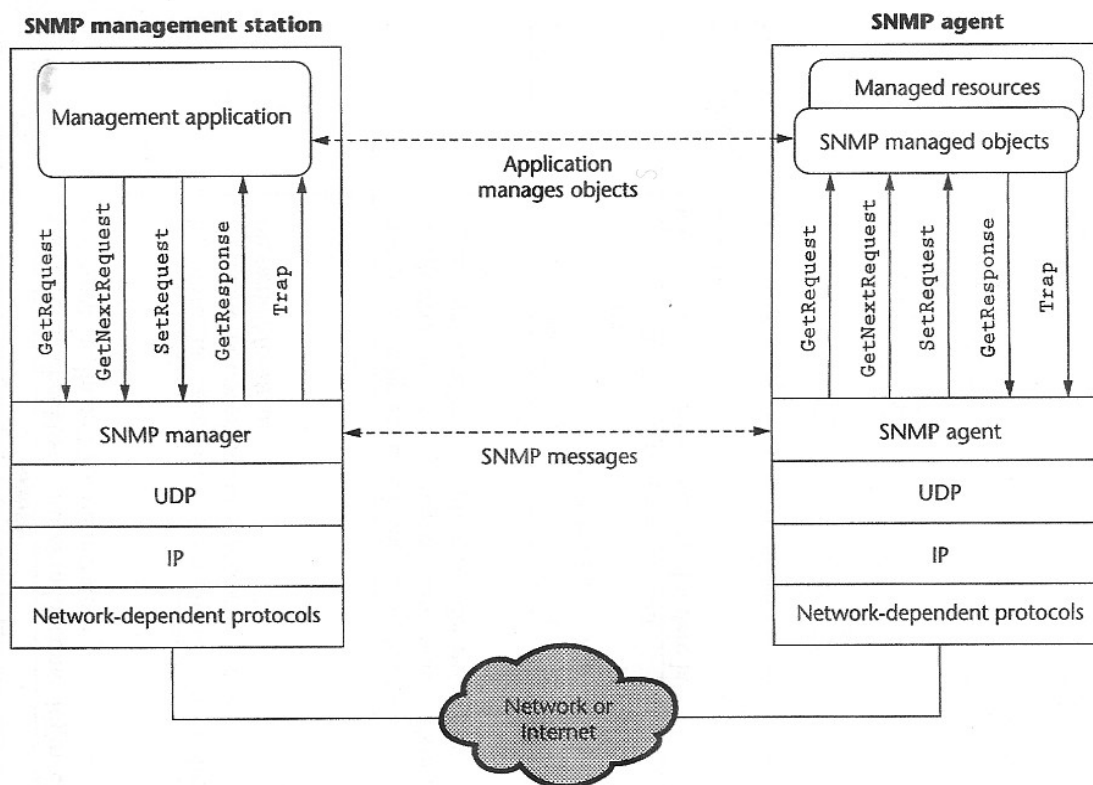 SNMP management station
SNMP agent
Management application
Managed resources
SNMP managed objects
Application
manages objects
GetRequest
GetNextRequest
SetRequest
GetResponse
Trap
GetRequest
GetNextRequest
SetRequest
GetResponse
Trap
SNMP manager
SNMP messages
SNMP agent
UDP
UDP
IP
IP
Network-dependent protocols
Network-dependent protocols
Network or
Internet